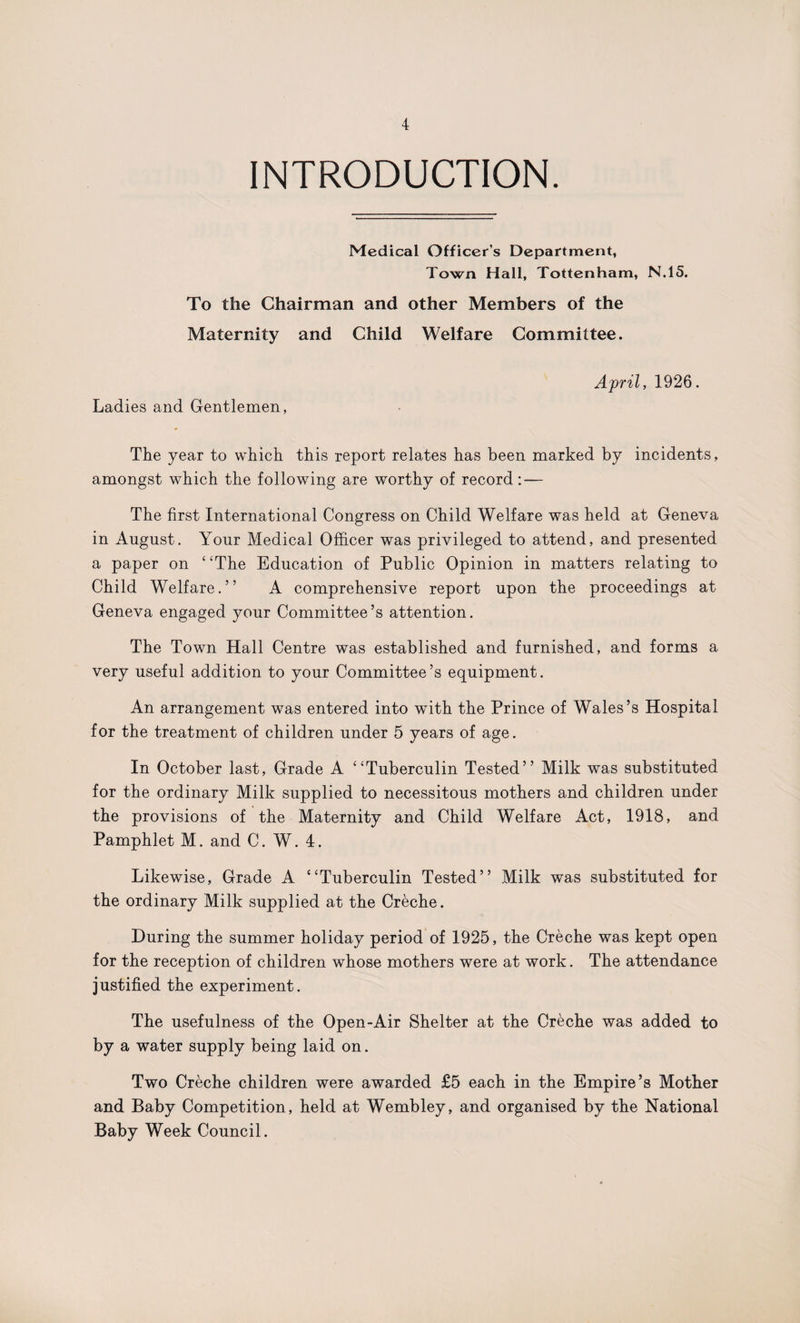 4
INTRODUCTION.
Medical Officer's Department,
Town Hall, Tottenham, N.15.
To the Chairman and other Members of the
Maternity and Child Welfare Committee.
April, 1926.
Ladies and Gentlemen,
The year to which this report relates has been marked by incidents,
amongst which the following are worthy of record:—
The first International Congress on Child Welfare was held at Geneva
in August. Your Medical Officer was privileged to attend, and presented
a paper on “The Education of Public Opinion in matters relating to
Child Welfare.” A comprehensive report upon the proceedings at
Geneva engaged your Committee's attention.
The Town Hall Centre was established and furnished, and forms a
very useful addition to your Committee's equipment.
An arrangement was entered into with the Prince of Wales's Hospital
for the treatment of children under 5 years of age.
In October last, Grade A “Tuberculin Tested” Milk was substituted
for the ordinary Milk supplied to necessitous mothers and children under
the provisions of the Maternity and Child Welfare Act, 1918, and
Pamphlet M. and C. W. 4.
Likewise, Grade A “Tuberculin Tested” Milk was substituted for
the ordinary Milk supplied at the Crèche.
During the summer holiday period of 1925, the Crèche was kept open
for the reception of children whose mothers were at work. The attendance
justified the experiment.
The usefulness of the Open-Air Shelter at the Crèche was added to
by a water supply being laid on.
Two Crèche children were awarded £5 each in the Empire's Mother
and Baby Competition, held at Wembley, and organised by the National
Baby Week Council.